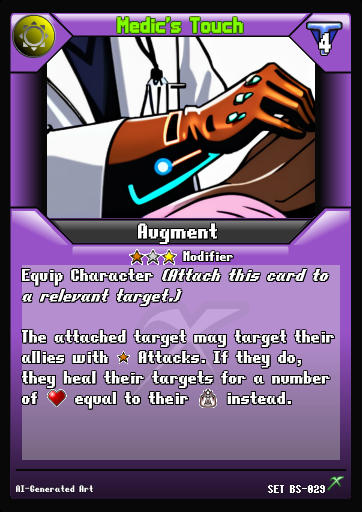 Medic's Touch
4
Augment
Modifier
Equip Character (Attach this card to
a relevant target.)
The attached target may target their
allies with Attacks. If they do,
they heal their targets for a number
of equal to their instead.
AI-Generated Art
SET BS-029